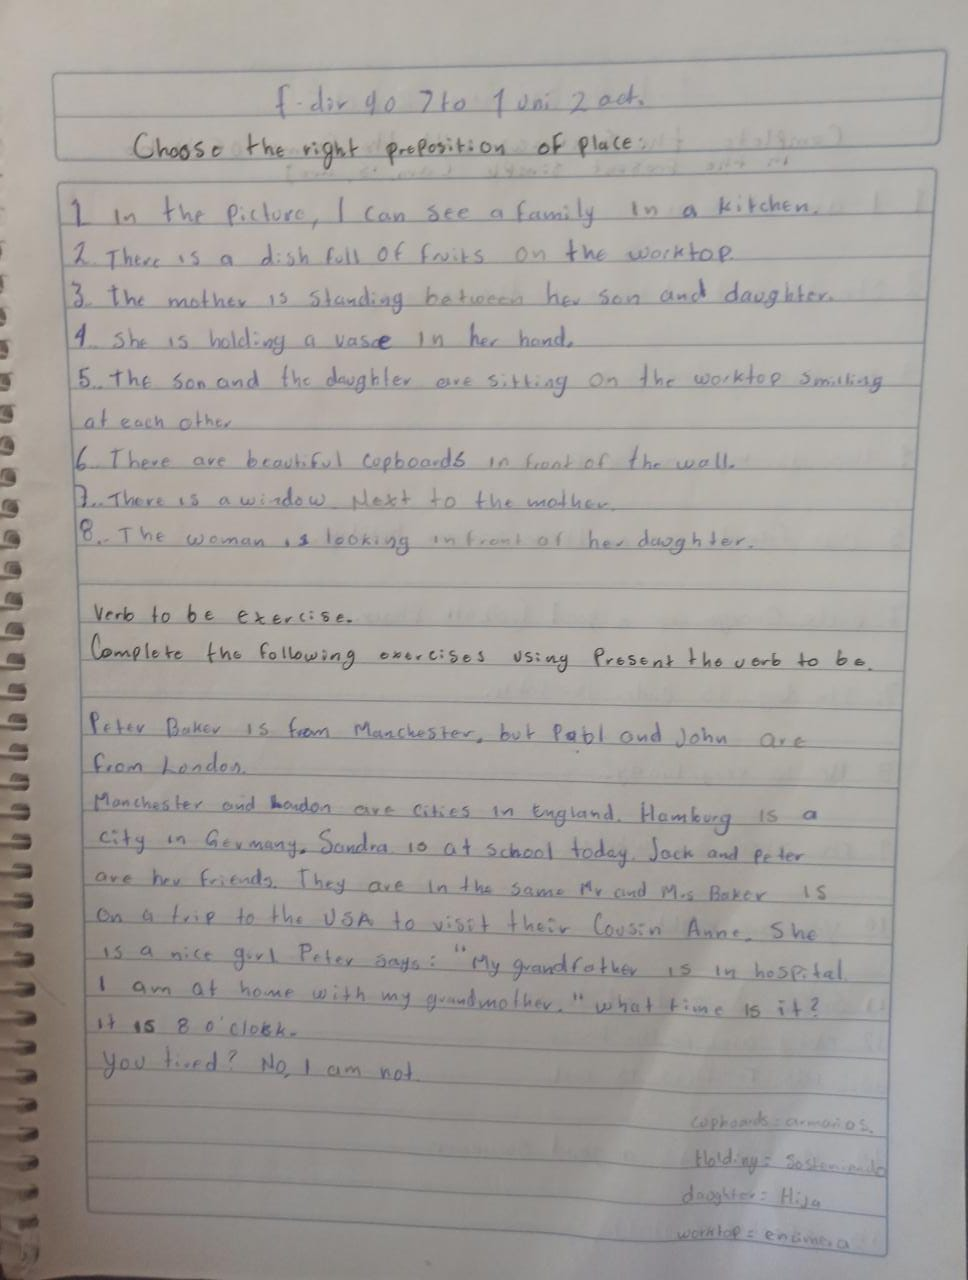 f-dir go 7to 1 uni 2 act.
Choose the right preposition of place:
1 In the picture, I can see a family in a kitchen.
2. There is a dish full of fruits on the worktop.
3. the mother is standing between her son and daughter.
4. She is holding a vasce in her hand.
5. The son and the daughter are sitting on the worktop smilling
at each other
6. There are beautiful copboards in front of the wall.
7. There is a window Next to the mother.
8. The woman is looking in front of her daughter.
Verb to be exercise.
Complete the following exercises using Present the verb to be.
Peter Baker is from Manchester, but Pabl and John are
from London.
Manchester and London are cities in England. Hamburg is a
city in Germany. Sandra is at school today. Jack and peter
are her friends. They are in the same Mr and Mrs Baker is
on a trip to the USA to visit their Cousin Anne. She
is a nice girl Peter says: "My grandfather is in hospital
I am at home with my grandmother." what time is it?
it is 8 o'clokk.
You tired? No, I am not.
copboards = armarios.
Holding = Sosteniendo
daughter = Hija
worktop = encimera